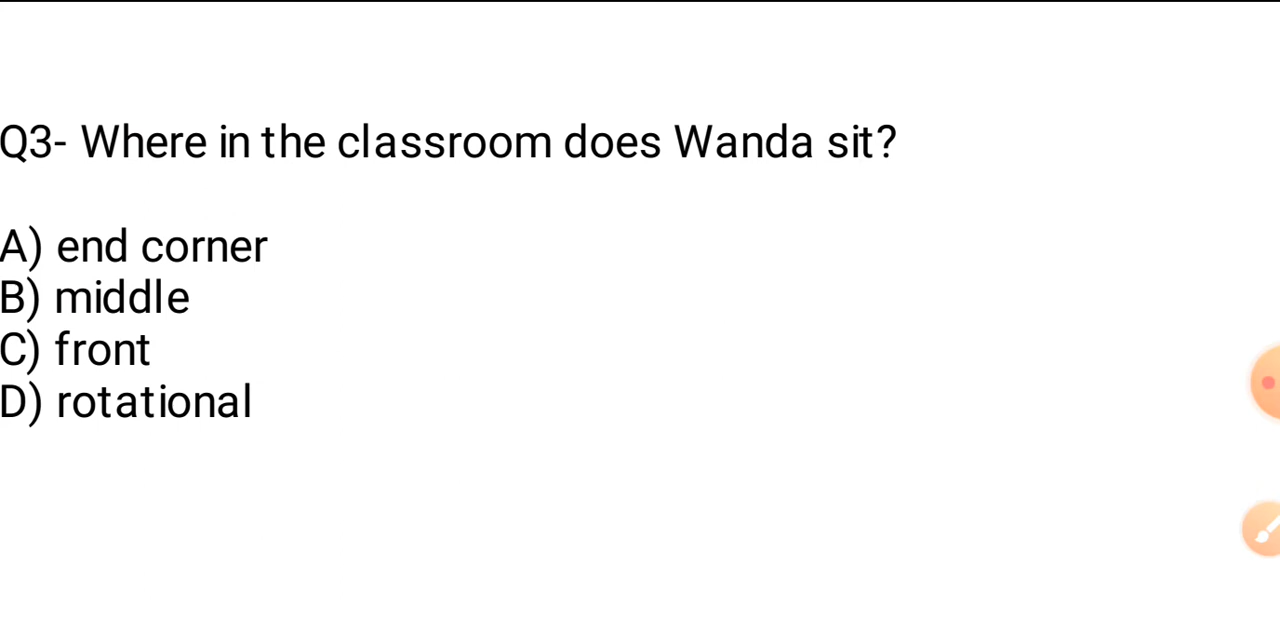 Q3- Where in the classroom does Wanda sit?
A) end corner
B) middle
C) front
D) rotational